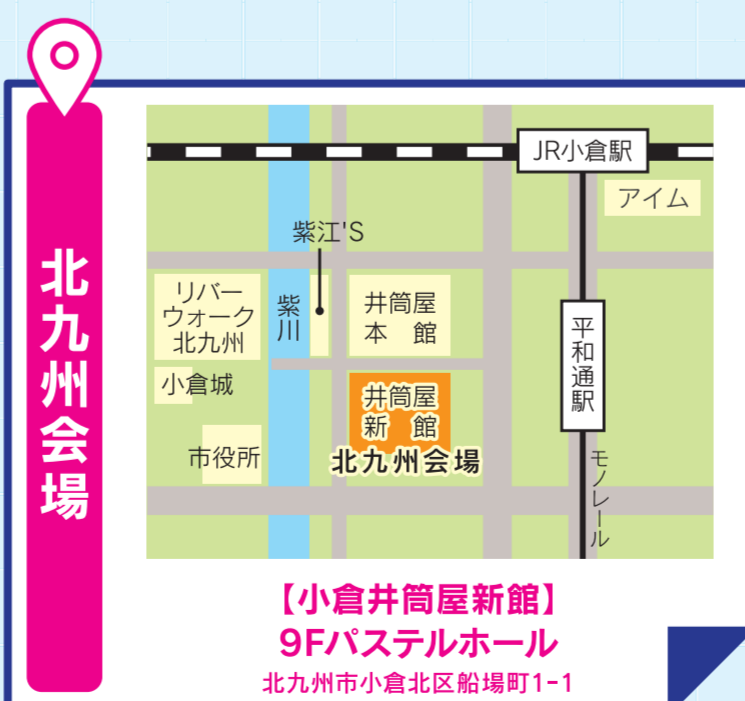 北九州会場
JR小倉駅
アイム
紫江'S
リバー
ウォーク
北九州
紫川
井筒屋
本 館
平和通駅
小倉城
井筒屋
新 館
北九州会場
市役所
モノレール
【小倉井筒屋新館】
9Fパステルホール
北九州市小倉北区船場町1-1